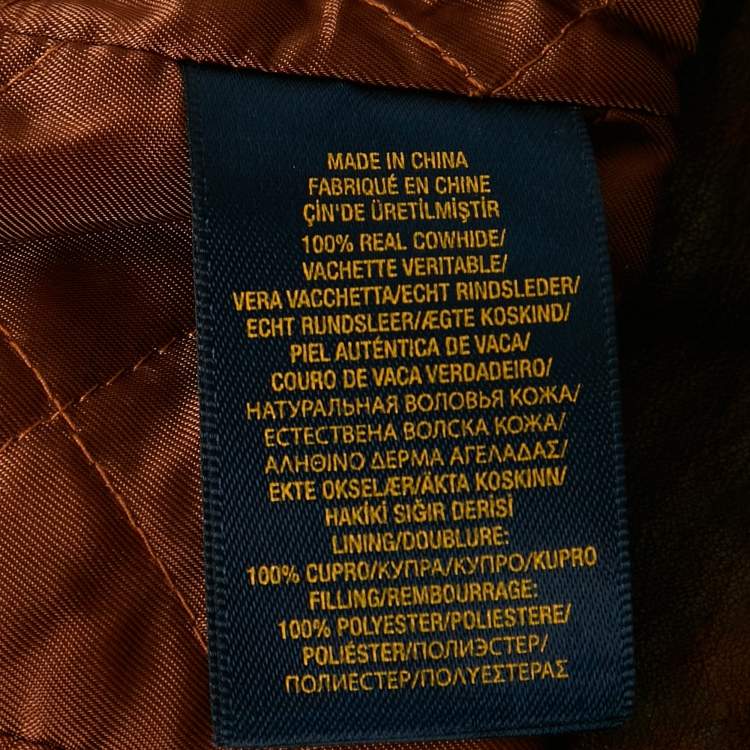 MADE IN CHINA
FABRIQUÉ EN CHINE
ÇİN'DE ÜRETİLMİŞTİR
100% REAL COWHIDE/
VACHETTE VERITABLE/
VERA VACCHETTA/ECHT RINDSLEDER/
ECHT RUNDSLEER/ÆGTE KOSKIND/
PIEL AUTÉNTICA DE VACA/
COURO DE VACA VERDADEIRO/
НАТУРАЛЬНАЯ ВОЛОВЬЯ КОЖА/
ЕСТЕСТВЕНА ВОЛСКА КОЖА/
ΑΛΗΘΙΝΟ ΔΕΡΜΑ ΑΓΕΛΑΔΑΣ/
EKTE OKSELÆR/ÄKTA KOSKINN/
HAKİKİ SIĞIR DERİSİ
LINING/DOUBLURE:
100% CUPRO/КУПРА/КУПРО/KUPRO
FILLING/REMBOURRAGE:
100% POLYESTER/POLIESTERE/
POLIÉSTER/ПОЛИЭСТЕР/
ПОЛИЕСТЕР/ΠΟΛΥΕΣΤΕΡΑΣ